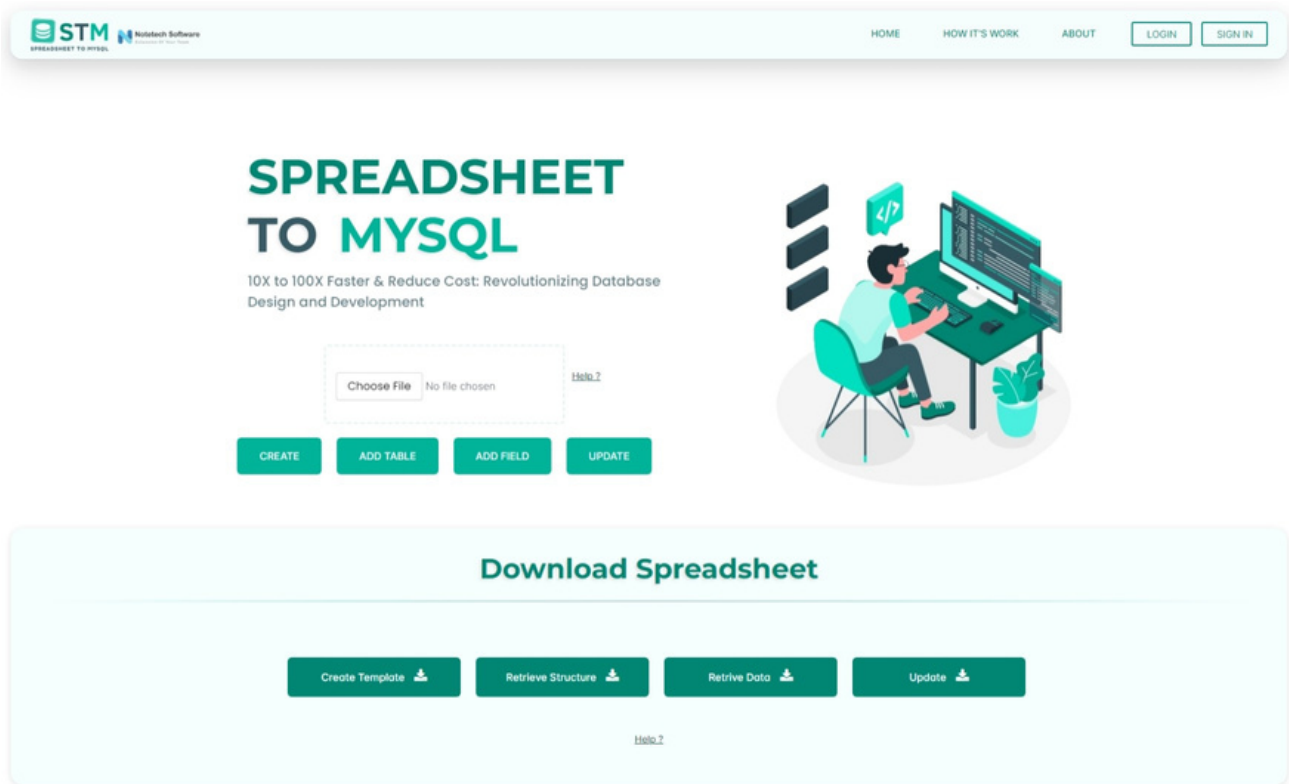 STM
SPREADSHEET TO MYSQL
Notetech Software
HOME
HOW IT'S WORK
ABOUT
LOGIN
SIGN IN
SPREADSHEET
TO MYSQL
10X to 100X Faster & Reduce Cost: Revolutionizing Database
Design and Development
Choose File No file chosen
Help ?
CREATE
ADD TABLE
ADD FIELD
UPDATE
Download Spreadsheet
Create Template
Retrieve Structure
Retrive Data
Update
Help ?